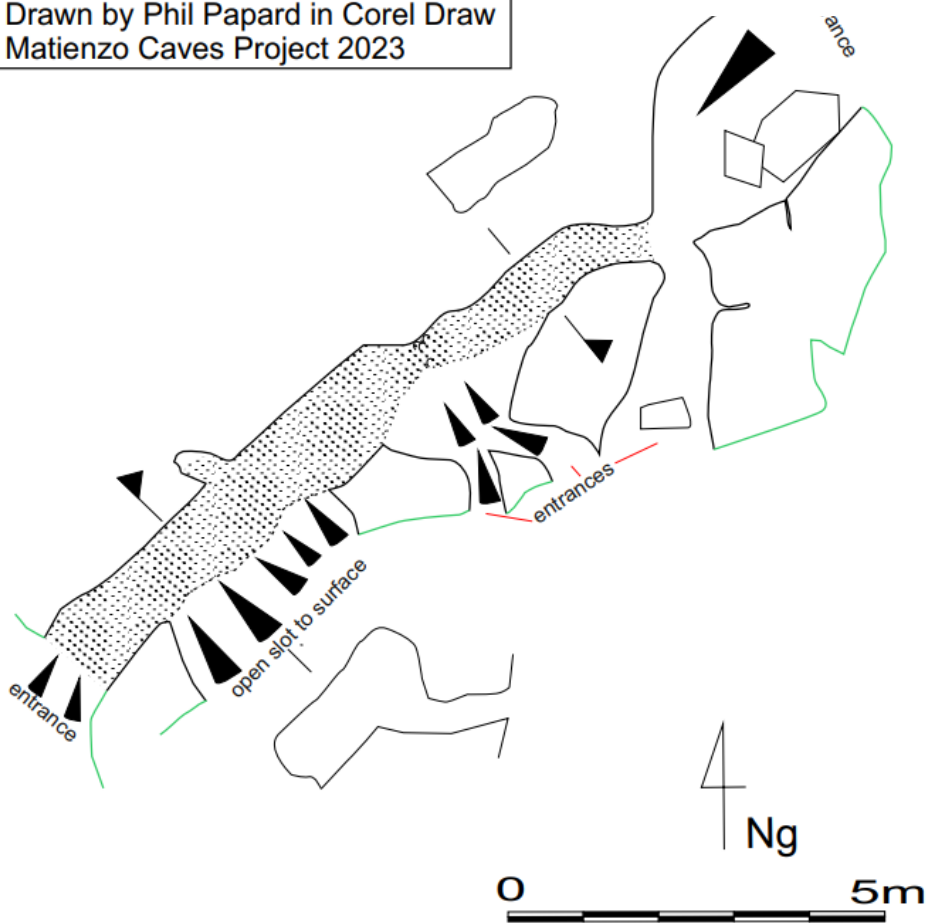 Drawn by Phil Papard in Corel Draw
Matienzo Caves Project 2023
ance
entrances
open slot to surface
entrance
Ng
0 5m